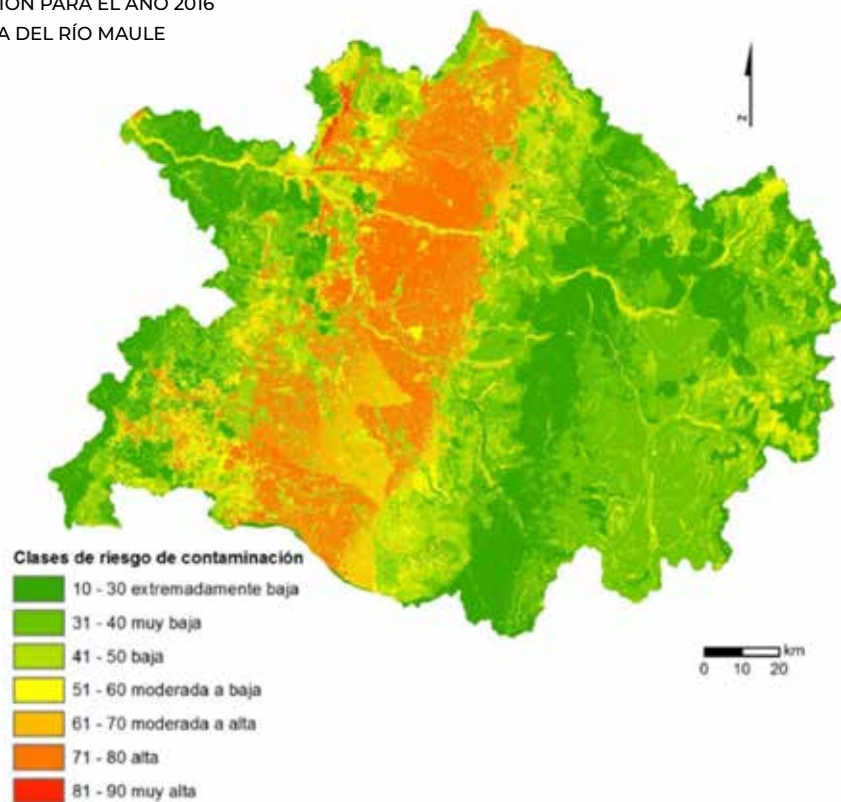 IÓN PARA EL AÑO 2016
A DEL RÍO MAULE
N
Clases de riesgo de contaminación
10 - 30 extremadamente baja
31 - 40 muy baja
41 - 50 baja
51 - 60 moderada a baja
61 - 70 moderada a alta
71 - 80 alta
81 - 90 muy alta
km
0 10 20